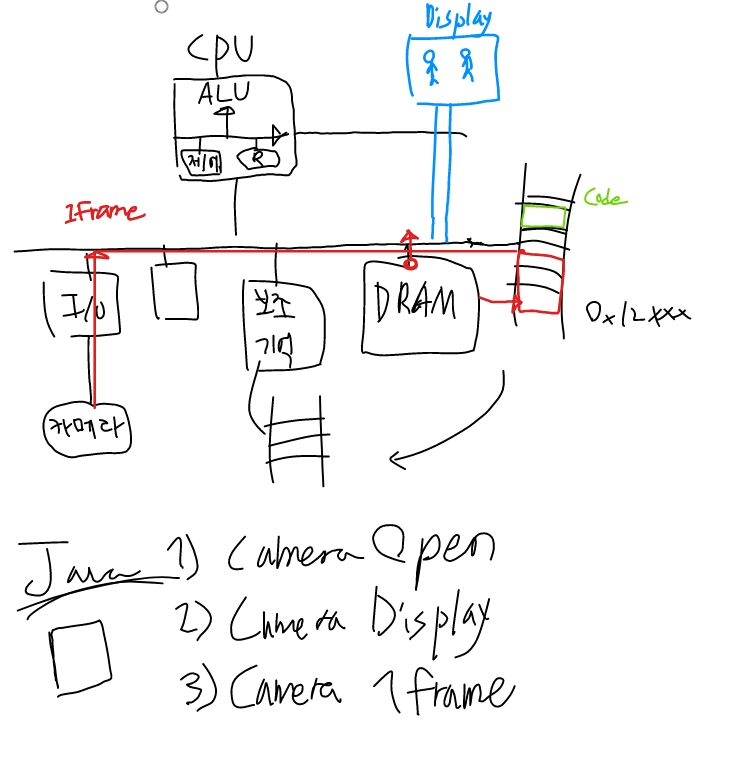 Display
CPU
ALU
제어 R
Code
1Frame
I/O
보조
기억
DRAM
0x12xxx
카메라
Java 1) Camera Open
2) Camera Display
3) Camera 1frame